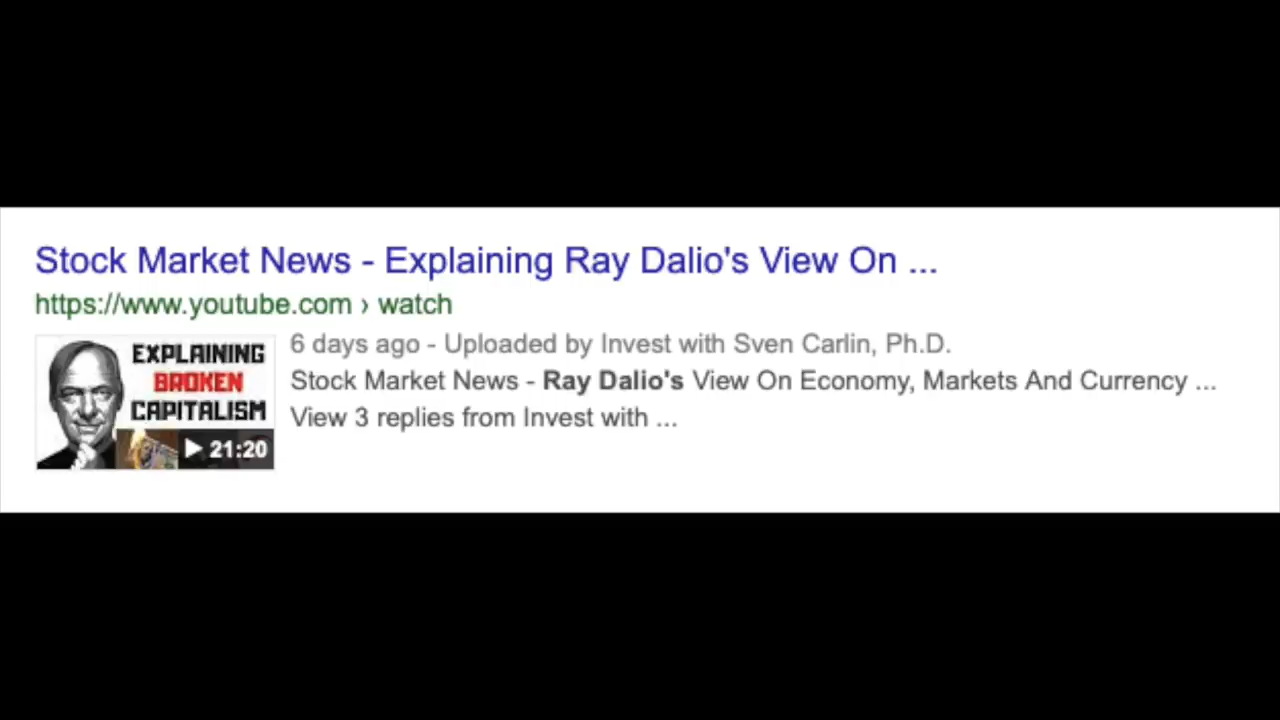 Stock Market News - Explaining Ray Dalio's View On ...
https://www.youtube.com › watch
EXPLAINING
BROKEN
CAPITALISM
21:20
6 days ago - Uploaded by Invest with Sven Carlin, Ph.D.
Stock Market News - Ray Dalio's View On Economy, Markets And Currency ...
View 3 replies from Invest with ...